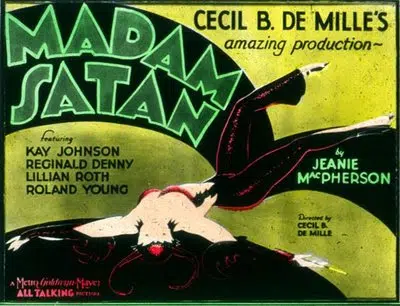 CECIL B. DE MILLE'S
amazing production~
MADAM
SATAN
featuring
KAY JOHNSON
REGINALD DENNY
LILLIAN ROTH
ROLAND YOUNG
by
JEANIE
MACPHERSON
Directed by
CECIL B.
DE MILLE
A Metro-Goldwyn-Mayer
ALL TALKING PICTURE